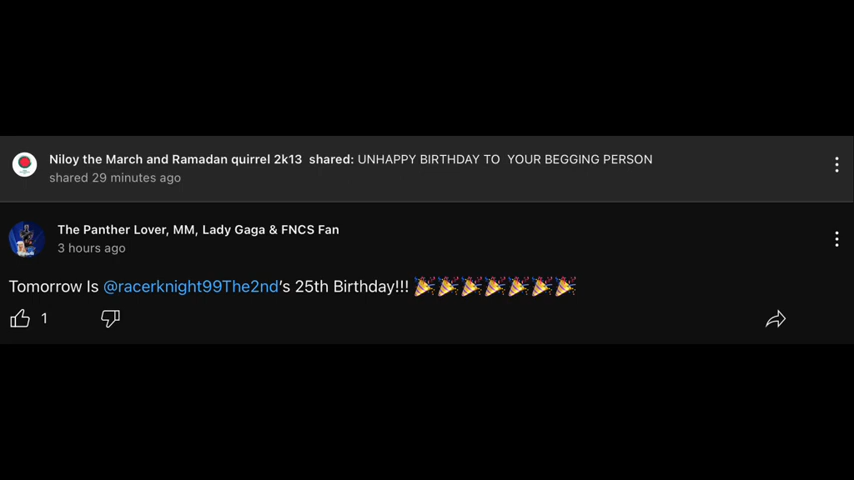 Niloy the March and Ramadan quirrel 2k13 shared: UNHAPPY BIRTHDAY TO YOUR BEGGING PERSON
shared 29 minutes ago
The Panther Lover, MM, Lady Gaga & FNCS Fan
3 hours ago
Tomorrow Is @racerknight99The2nd's 25th Birthday!!! 🎉🎉🎉🎉🎉🎉🎉
1